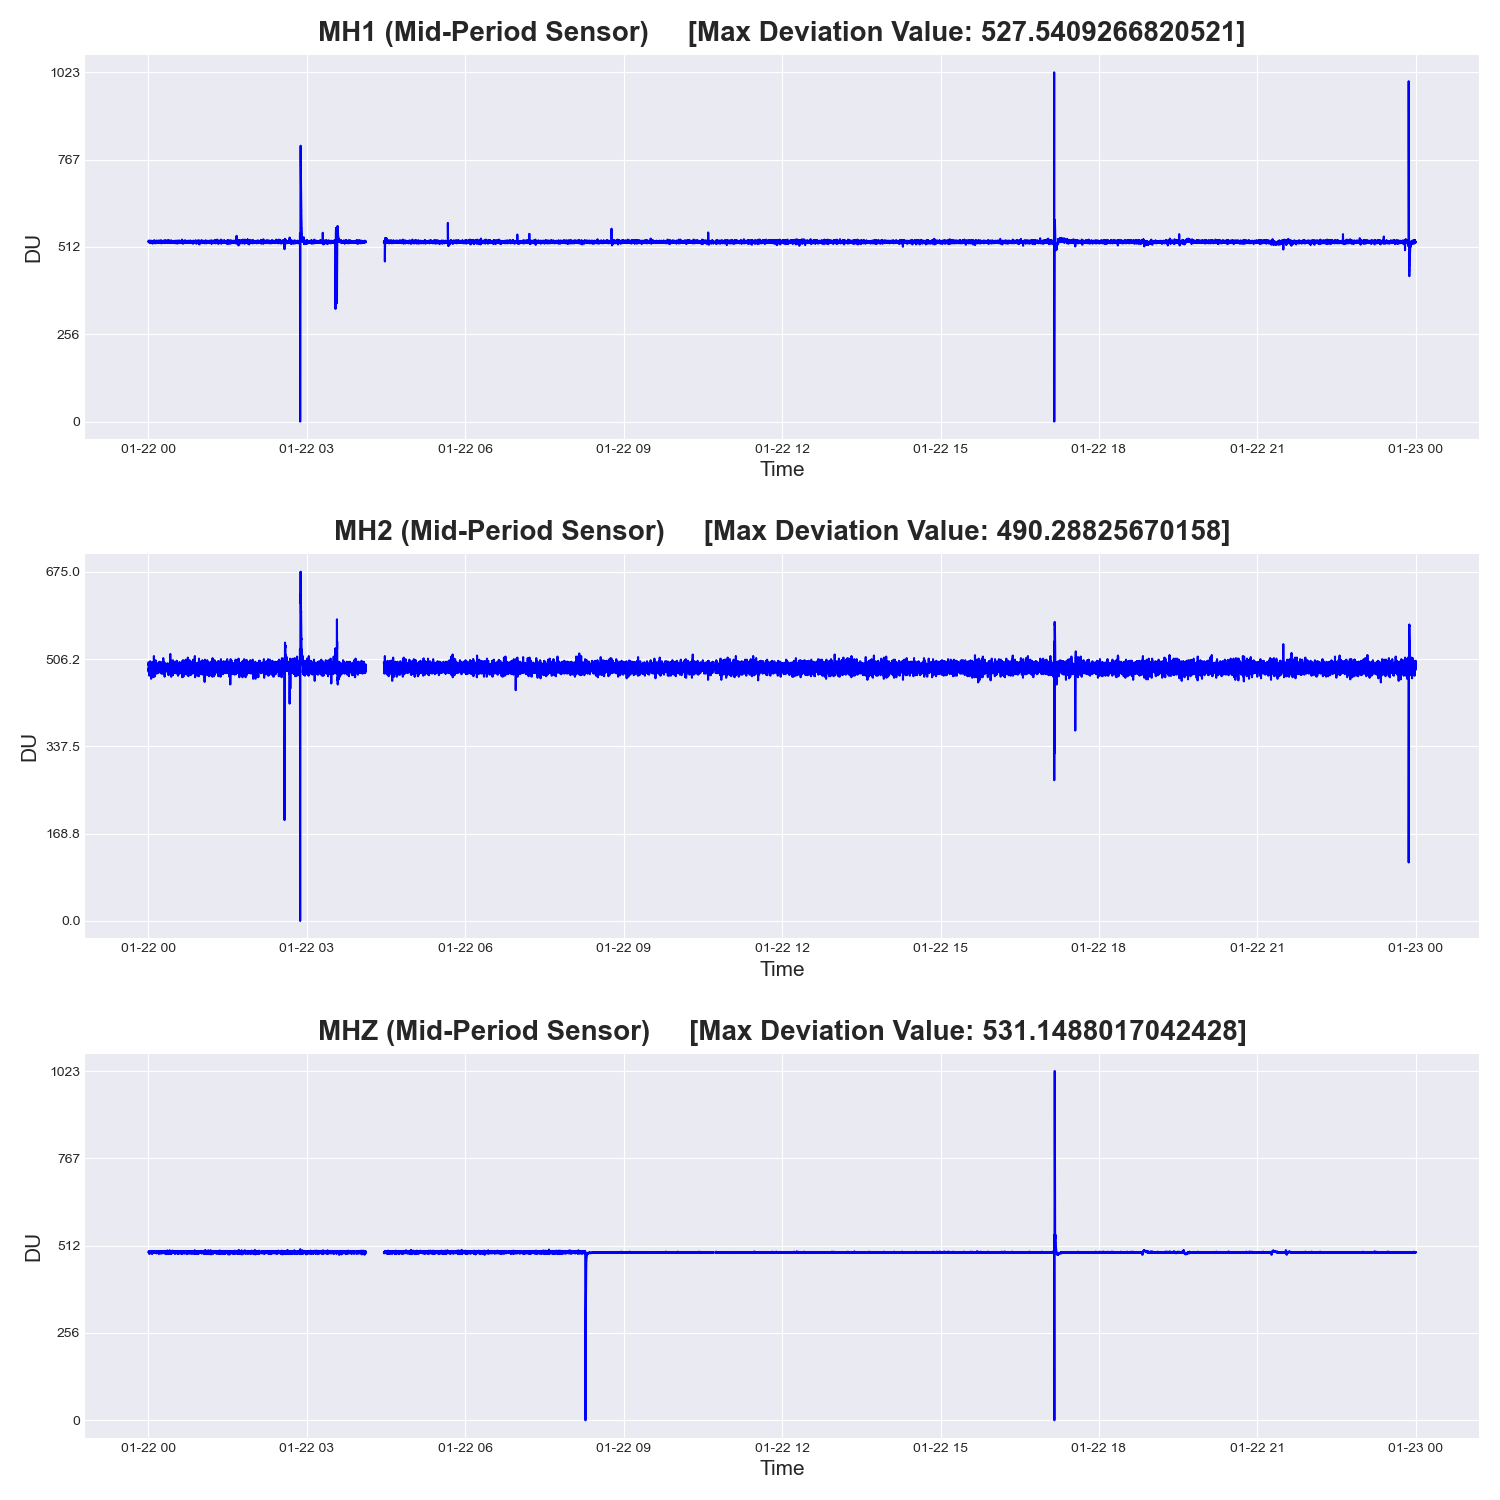 MH1 (Mid-Period Sensor) [Max Deviation Value: 527.5409266820521]
1023
767
512
256
0
DU
01-22 00 01-22 03 01-22 06 01-22 09 01-22 12 01-22 15 01-22 18 01-22 21 01-23 00
Time
MH2 (Mid-Period Sensor) [Max Deviation Value: 490.28825670158]
675.0
506.2
337.5
168.8
0.0
DU
01-22 00 01-22 03 01-22 06 01-22 09 01-22 12 01-22 15 01-22 18 01-22 21 01-23 00
Time
MHZ (Mid-Period Sensor) [Max Deviation Value: 531.1488017042428]
1023
767
512
256
0
DU
01-22 00 01-22 03 01-22 06 01-22 09 01-22 12 01-22 15 01-22 18 01-22 21 01-23 00
Time